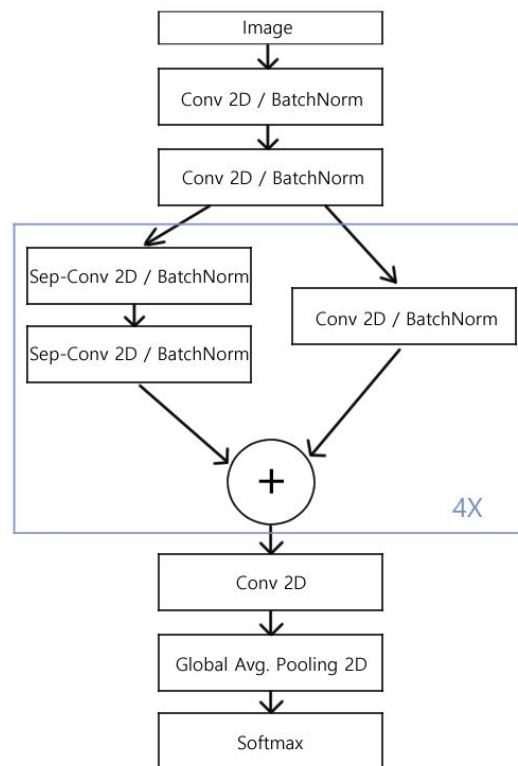 Image
Conv 2D / BatchNorm
Conv 2D / BatchNorm
Sep-Conv 2D / BatchNorm
Sep-Conv 2D / BatchNorm
Conv 2D / BatchNorm
+
4X
Conv 2D
Global Avg. Pooling 2D
Softmax